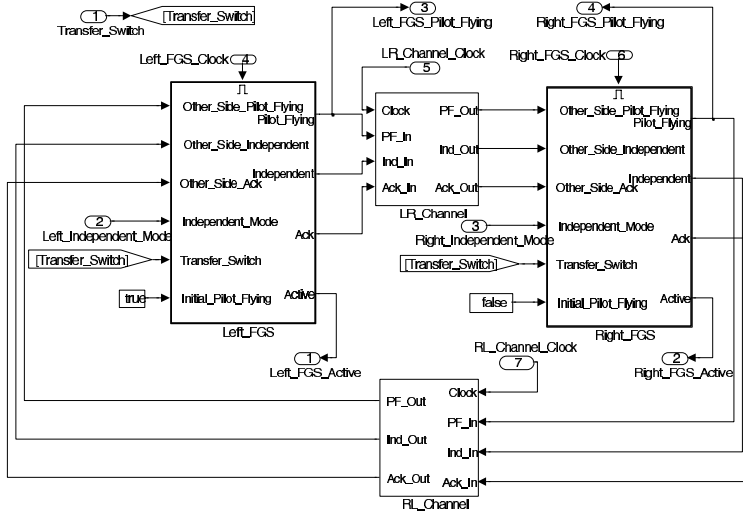 1
Transfer_Switch
[Transfer_Switch]
3
Left_FGS_Pilot_Flying
4
Right_FGS_Pilot_Flying
Left_FGS_Clock
4
LR_Channel_Clock
5
Right_FGS_Clock
6
Other_Side_Pilot_Flying
Pilot_Flying
Other_Side_Independent
Independent
Other_Side_Ack
Independent_Mode
Ack
Transfer_Switch
Initial_Pilot_Flying
Active
Left_FGS
2
Left_Independent_Mode
[Transfer_Switch]
true
1
Left_FGS_Active
Clock
PF_Out
PF_In
Ind_Out
Ind_In
Ack_In
Ack_Out
LR_Channel
3
Right_Independent_Mode
[Transfer_Switch]
false
Other_Side_Pilot_Flying
Pilot_Flying
Other_Side_Independent
Independent
Other_Side_Ack
Independent_Mode
Ack
Transfer_Switch
Initial_Pilot_Flying
Active
Right_FGS
2
Right_FGS_Active
RL_Channel_Clock
7
Clock
PF_Out
PF_In
Ind_Out
Ind_In
Ack_Out
Ack_In
RL_Channel